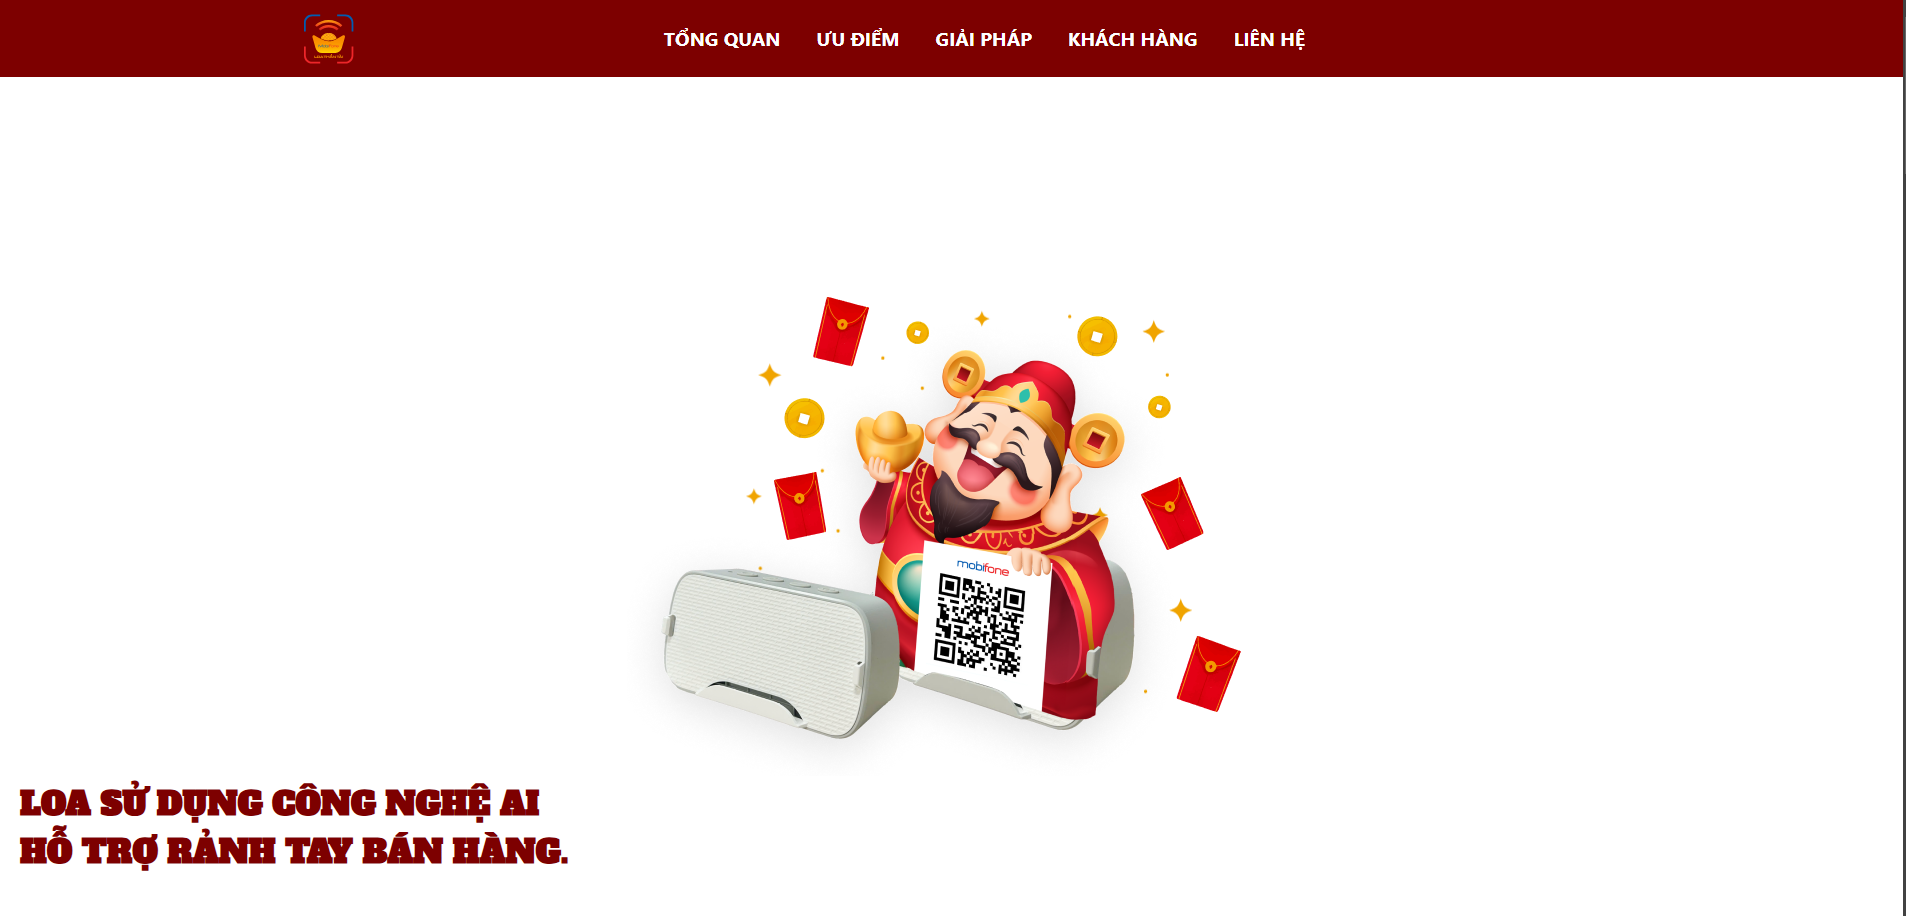 TỔNG QUAN
ƯU ĐIỂM
GIẢI PHÁP
KHÁCH HÀNG
LIÊN HỆ
mobifone
LOA SỬ DỤNG CÔNG NGHỆ AI
HỖ TRỢ RẢNH TAY BÁN HÀNG.